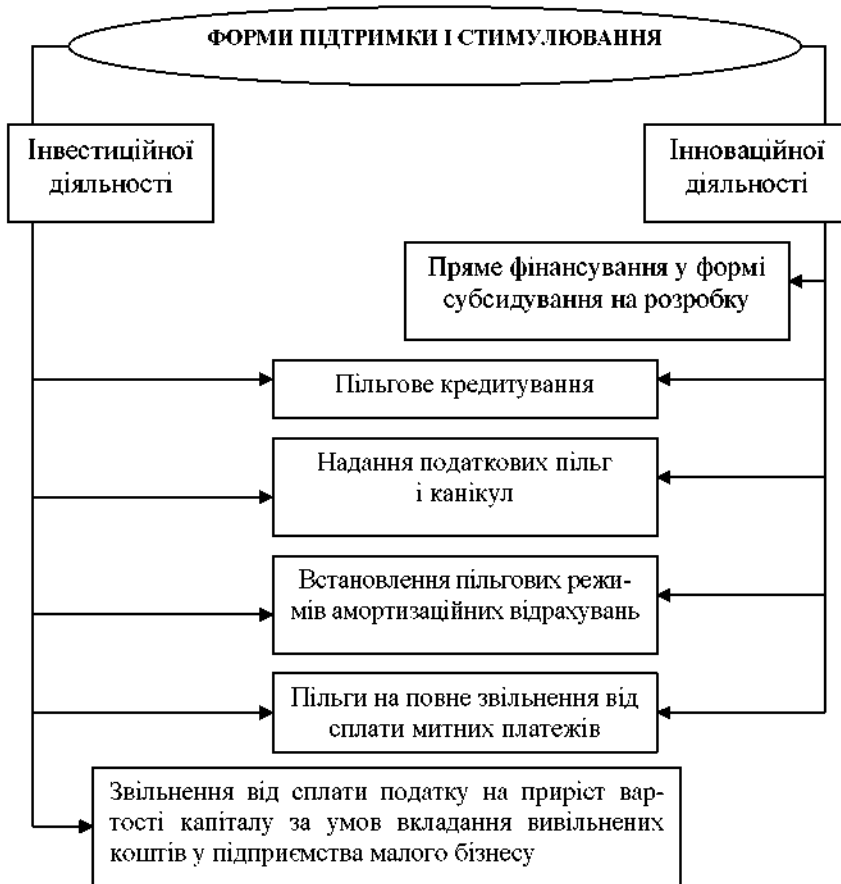 ФОРМИ ПІДТРИМКИ І СТИМУЛЮВАННЯ
Інвестиційної
діяльності
Інноваційної
діяльності
Пряме фінансування у формі
субсидування на розробку
Пільгове кредитування
Надання податкових пільг
і канікул
Встановлення пільгових режи-
мів амортизаційних відрахувань
Пільги на повне звільнення від
сплати митних платежів
Звільнення від сплати податку на приріст вар-
тості капіталу за умов вкладання вивільнених
коштів у підприємства малого бізнесу